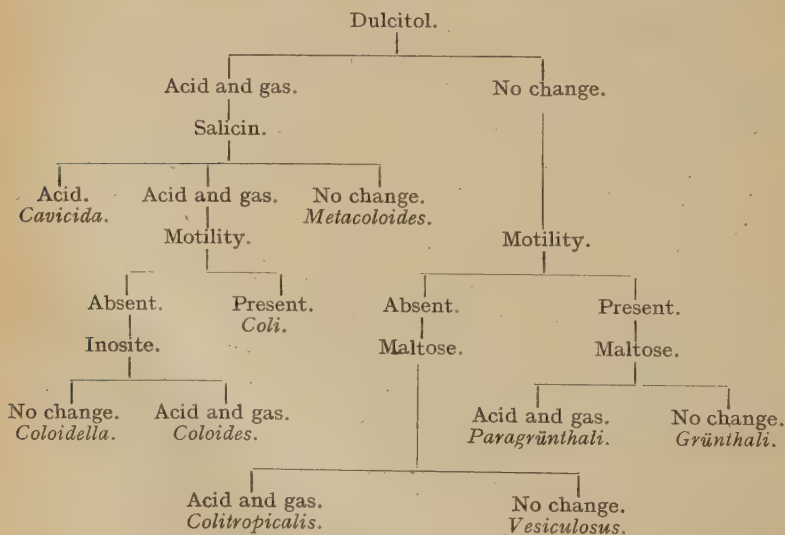 Dulcitol.
Acid and gas. No change.
Salicin.
Acid. Acid and gas. No change.
Cavicida. Metacoloides.
Motility. Motility.
Absent. Present. Absent. Present.
Coli.
Inosite. Maltose. Maltose.
No change. Acid and gas. Acid and gas. No change.
Coloidella. Coloides. Paragrünthali. Grünthali.
Acid and gas. No change.
Colitropicalis. Vesiculosus.